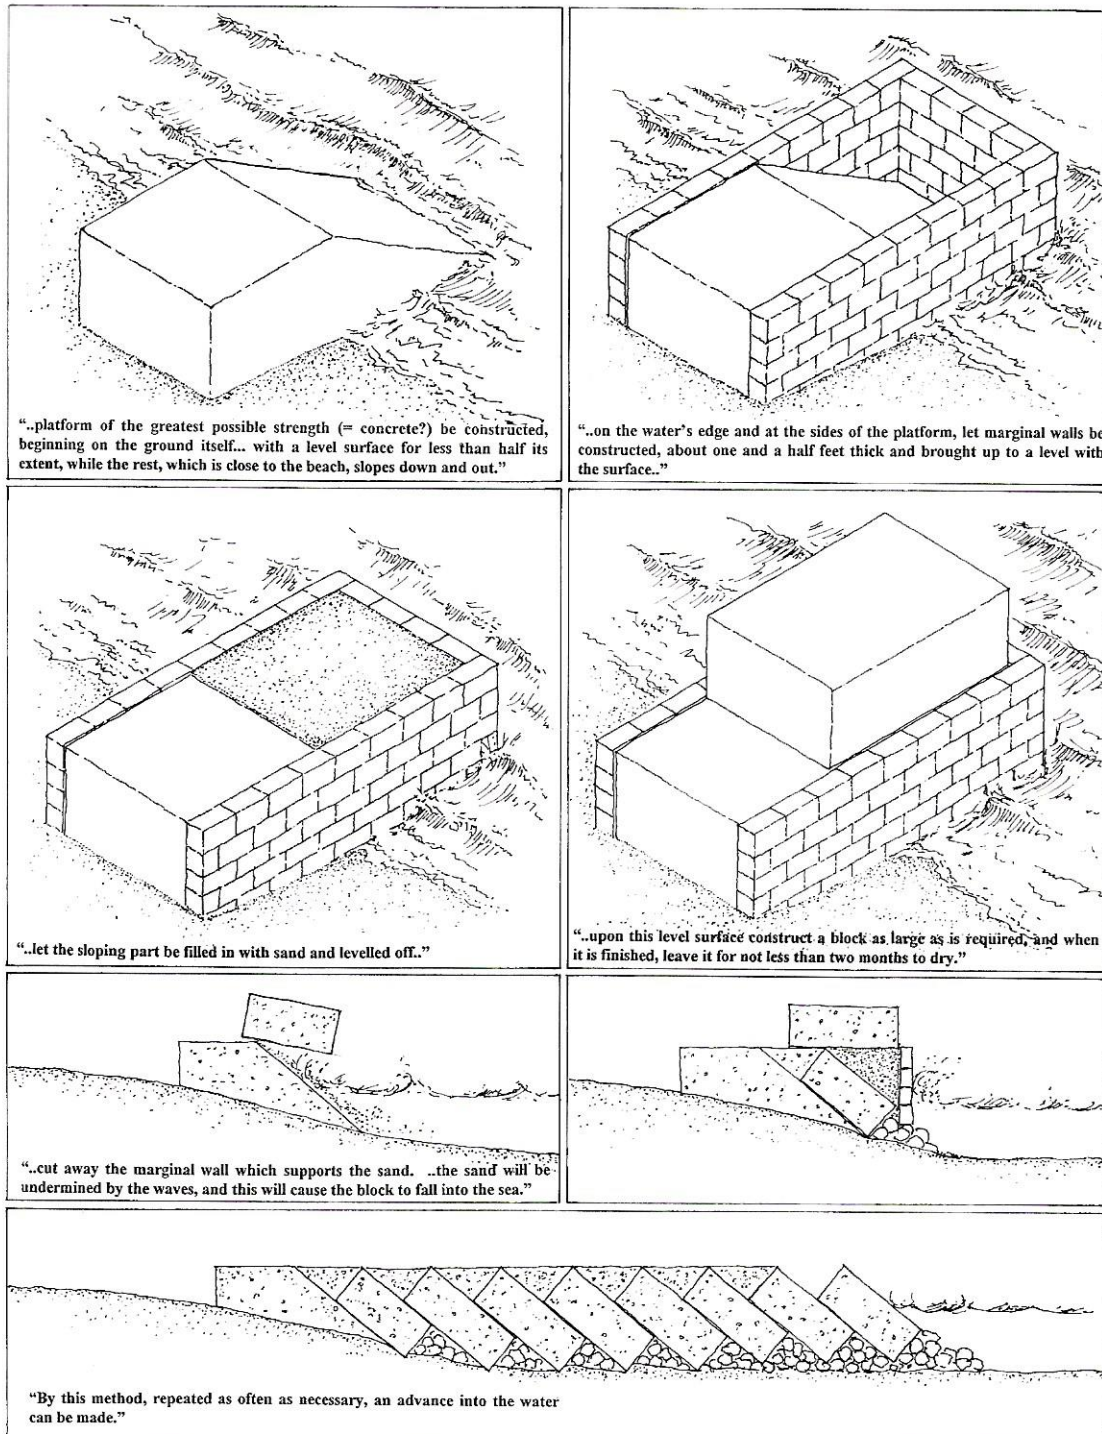 “..platform of the greatest possible strength (= concrete?) be constructed,
beginning on the ground itself... with a level surface for less than half its
extent, while the rest, which is close to the beach, slopes down and out.”
“..on the water’s edge and at the sides of the platform, let marginal walls be
constructed, about one and a half feet thick and brought up to a level with
the surface..”
“..let the sloping part be filled in with sand and levelled off..”
“..upon this level surface construct a block as large as is required, and when
it is finished, leave it for not less than two months to dry.”
“..cut away the marginal wall which supports the sand. ..the sand will be
undermined by the waves, and this will cause the block to fall into the sea.”
“By this method, repeated as often as necessary, an advance into the water
can be made.”